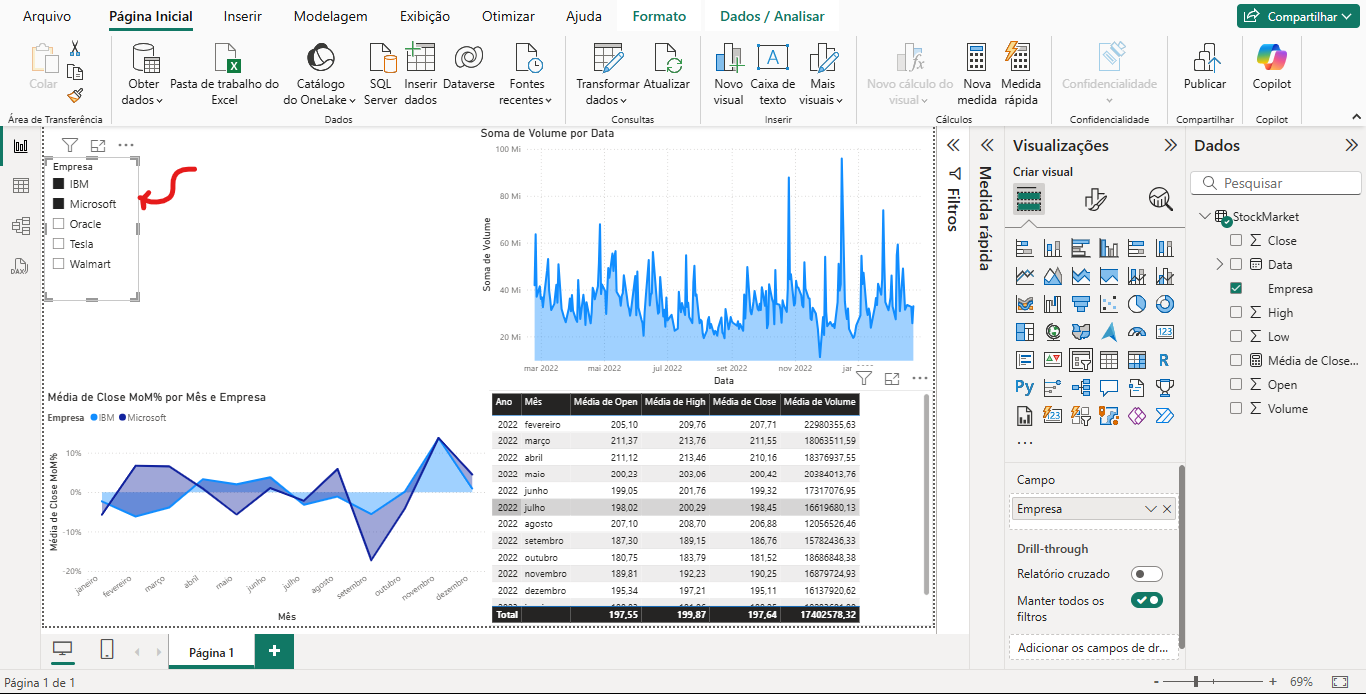 Arquivo Página Inicial Inserir Modelagem Exibição Otimizar Ajuda Formato Dados / Analisar Compartilhar
Colar
Área de Transferência
Obter dados
Pasta de trabalho do Excel
Catálogo do OneLake
SQL Server
Inserir dados
Dataverse
Fontes recentes
Dados
Transformar dados
Atualizar
Consultas
Novo visual
Caixa de texto
Mais visuais
Inserir
Novo cálculo do visual
Nova medida
Medida rápida
Cálculos
Confidencialidade
Confidencialidade
Publicar
Compartilhar
Copilot
Copilot
Empresa
IBM
Microsoft
Oracle
Tesla
Walmart
Soma de Volume por Data
Soma de Volume
100 Mi
80 Mi
60 Mi
40 Mi
20 Mi
mar 2022 mai 2022 jul 2022 set 2022 nov 2022 jan
Data
Média de Close MoM% por Mês e Empresa
Empresa IBM Microsoft
Média de Close MoM%
10%
0%
-10%
-20%
janeiro fevereiro março abril maio junho julho agosto setembro outubro novembro dezembro
Mês
Ano Mês Média de Open Média de High Média de Close Média de Volume
2022 fevereiro 205,10 209,76 207,71 22980355,63
2022 março 211,37 213,76 211,55 18063511,59
2022 abril 211,12 213,46 210,16 18376937,55
2022 maio 200,23 203,06 200,42 20384013,76
2022 junho 199,05 201,76 199,32 17317076,95
2022 julho 198,02 200,29 198,45 16619680,13
2022 agosto 207,10 208,70 206,88 12056526,46
2022 setembro 187,30 189,15 186,76 15782436,33
2022 outubro 180,75 183,79 181,52 18686848,38
2022 novembro 189,81 192,23 190,25 16879724,93
2022 dezembro 195,34 197,21 195,11 16137920,62
Total 197,55 199,87 197,64 17402578,32
Filtros
Medida rápida
Visualizações
Criar visual
Campo
Empresa
Drill-through
Relatório cruzado
Manter todos os filtros
Adicionar os campos de dr...
Dados
Pesquisar
StockMarket
Close
Data
Empresa
High
Low
Média de Close...
Open
Volume
Página 1
Página 1 de 1
69%